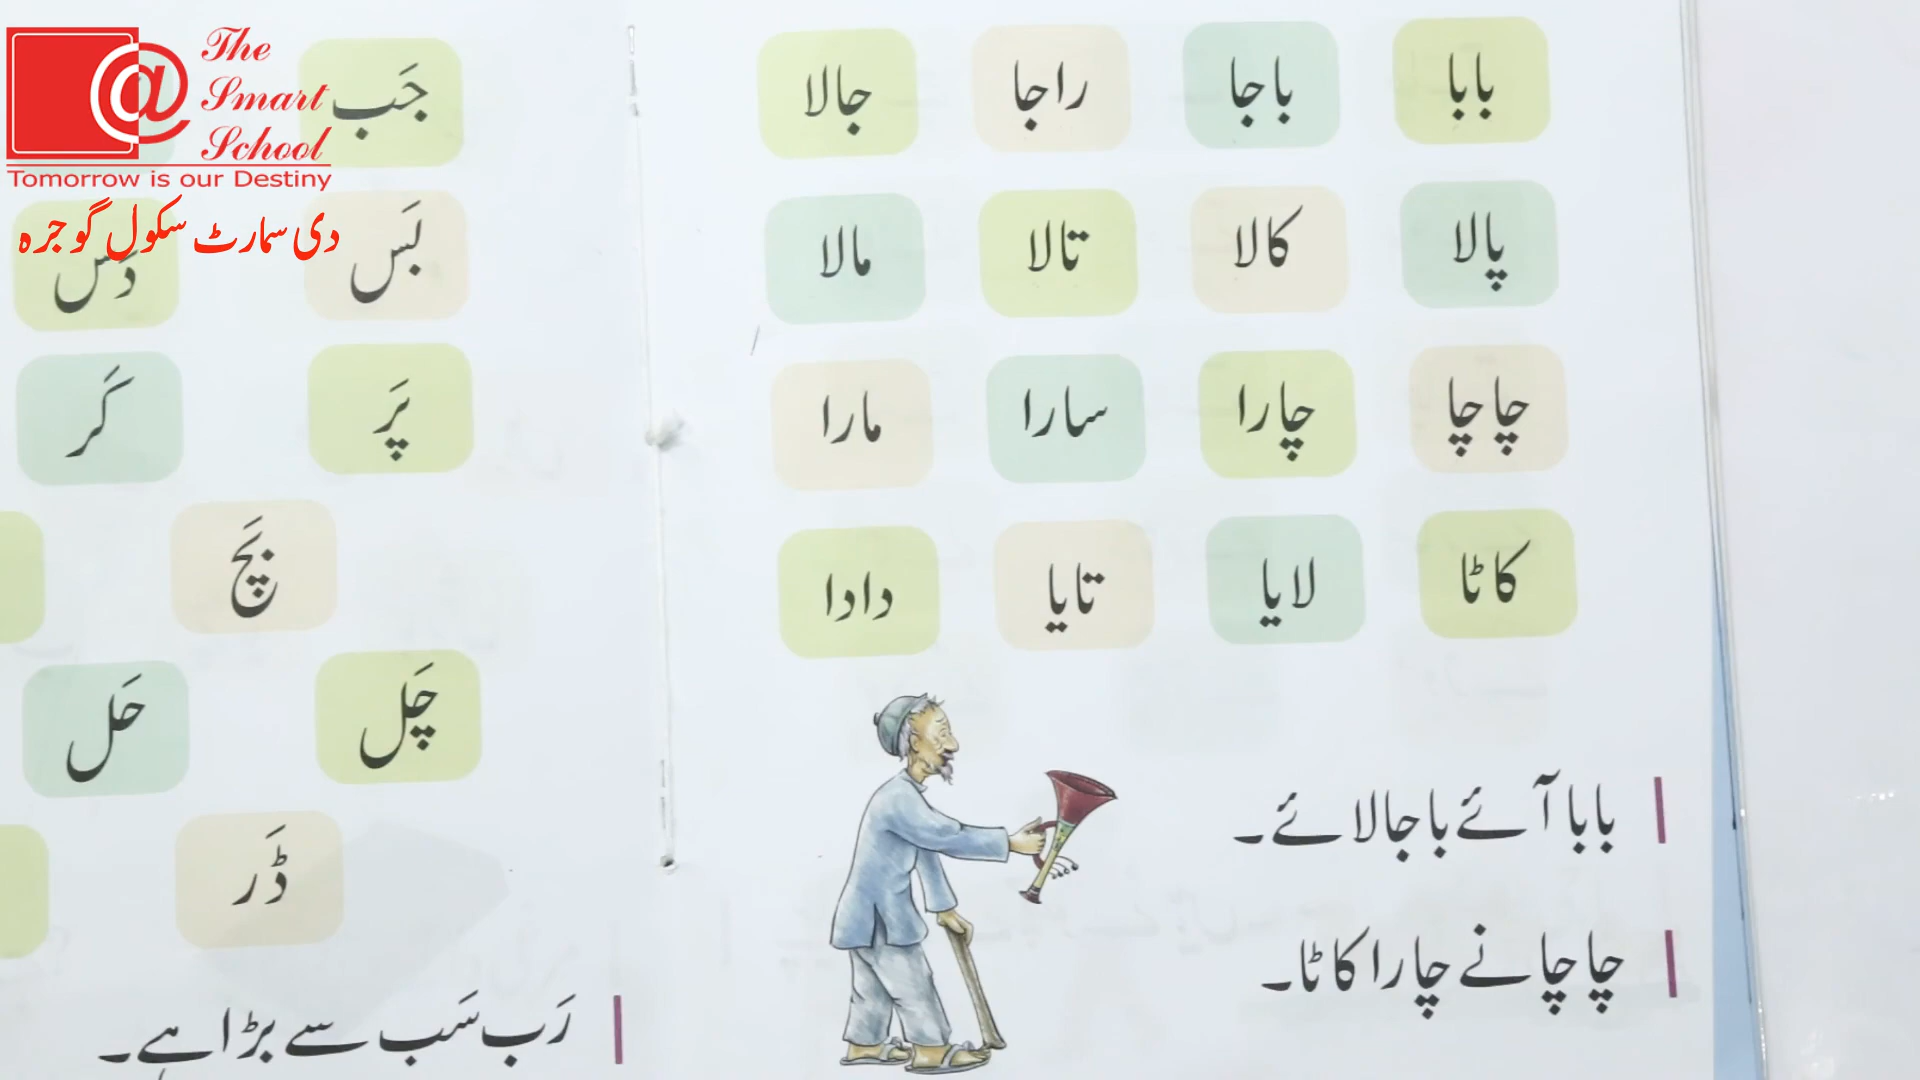 The
Smart
School
Tomorrow is our Destiny
دی سمارٹ سکول گوجرہ
بابا باجا راجا جالا
پالا کالا تالا مالا
چاچا چارا سارا مارا
کاٹا لایا تایا دادا
بابا آئے باجا لائے۔
چاچا نے چارا کاٹا۔
جَب
بَس دَس
پَر کَر
بَچ
چَل حَل
ڈَر
رَب سَب سے بڑا ہے۔